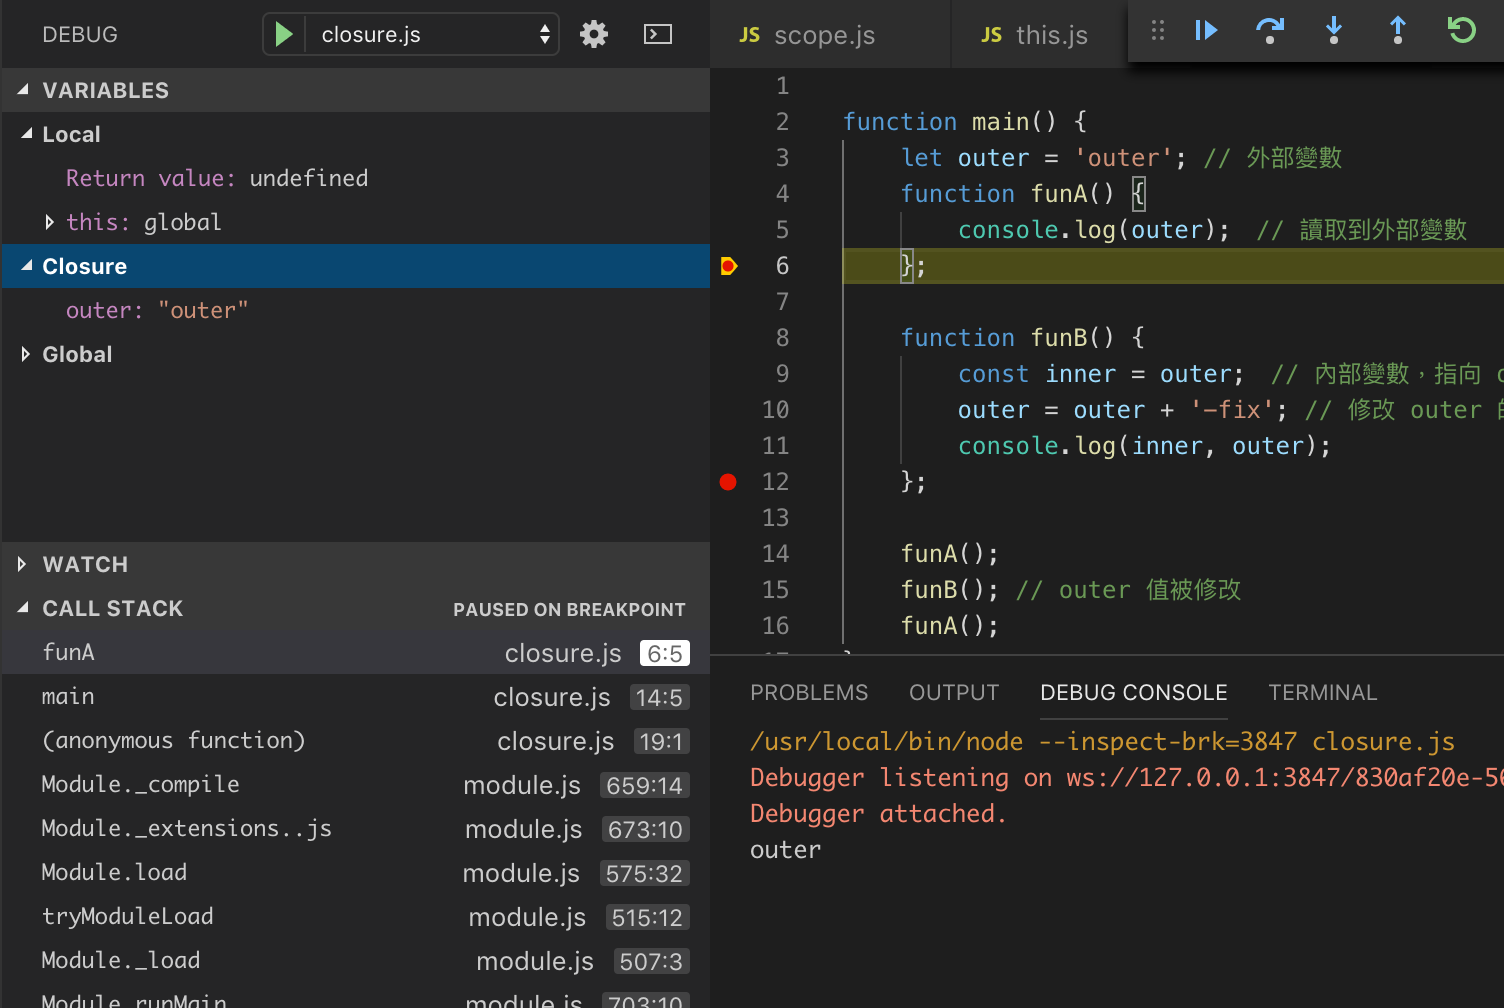 DEBUG
closure.js
VARIABLES
Local
Return value: undefined
this: global
Closure
outer: "outer"
Global
WATCH
CALL STACK PAUSED ON BREAKPOINT
funA closure.js 6:5
main closure.js 14:5
(anonymous function) closure.js 19:1
Module._compile module.js 659:14
Module._extensions..js module.js 673:10
Module.load module.js 575:32
tryModuleLoad module.js 515:12
Module._load module.js 507:3
Module.runMain module.js 703:10
JS scope.js
JS this.js
1
2 function main() {
3 let outer = 'outer'; // 外部變數
4 function funA() {
5 console.log(outer); // 讀取到外部變數
6 };
7
8 function funB() {
9 const inner = outer; // 內部變數，指向
10 outer = outer + '-fix'; // 修改 outer
11 console.log(inner, outer);
12 };
13
14 funA();
15 funB(); // outer 值被修改
16 funA();
PROBLEMS OUTPUT DEBUG CONSOLE TERMINAL
/usr/local/bin/node --inspect-brk=3847 closure.js
Debugger listening on ws://127.0.0.1:3847/830af20e-5
Debugger attached.
outer